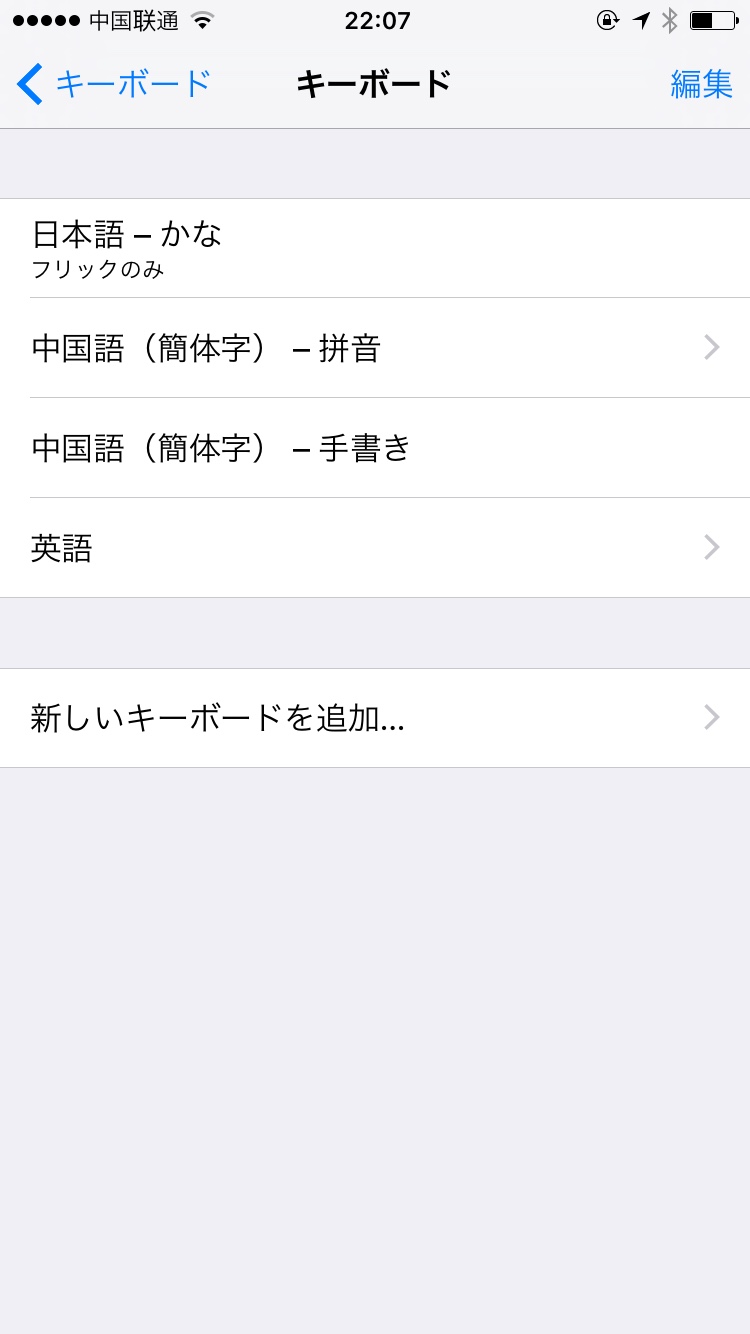 中国联通 22:07
キーボード キーボード 編集
日本語 – かな
フリックのみ
中国語（簡体字） – 拼音
中国語（簡体字） – 手書き
英語
新しいキーボードを追加...